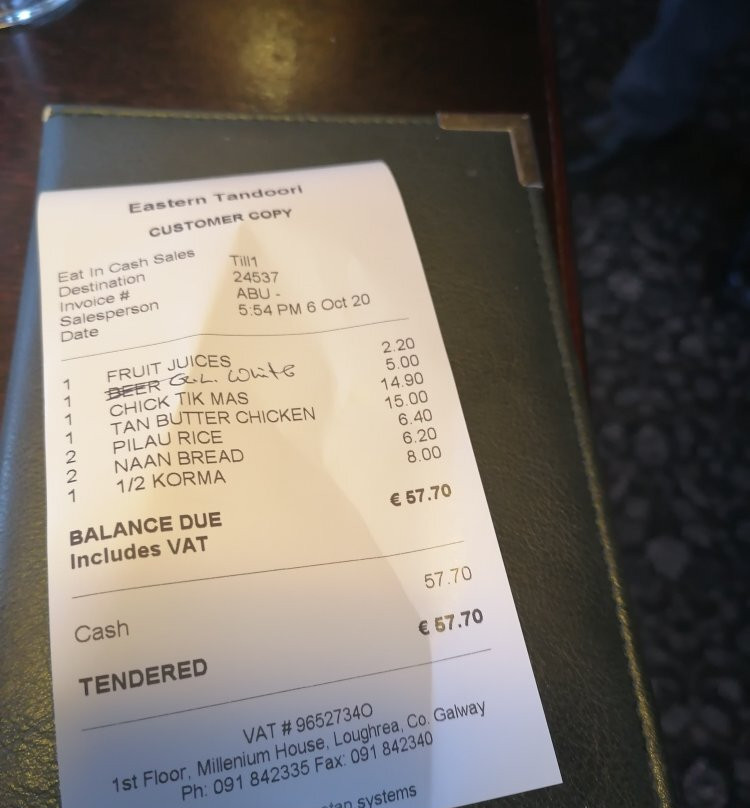 Eastern Tandoori
CUSTOMER COPY
Eat In Cash Sales
Destination Till1
Invoice # 24537
Salesperson ABU -
Date 5:54 PM 6 Oct 20
1 FRUIT JUICES 2.20
1 BEER GL. White 5.00
1 CHICK TIK MAS 14.90
1 TAN BUTTER CHICKEN 15.00
2 PILAU RICE 6.40
2 NAAN BREAD 6.20
1 1/2 KORMA 8.00
BALANCE DUE € 57.70
Includes VAT
Cash 57.70
TENDERED € 57.70
VAT # 9652734O
1st Floor, Millenium House, Loughrea, Co. Galway
Ph: 091 842335 Fax: 091 842340
systems